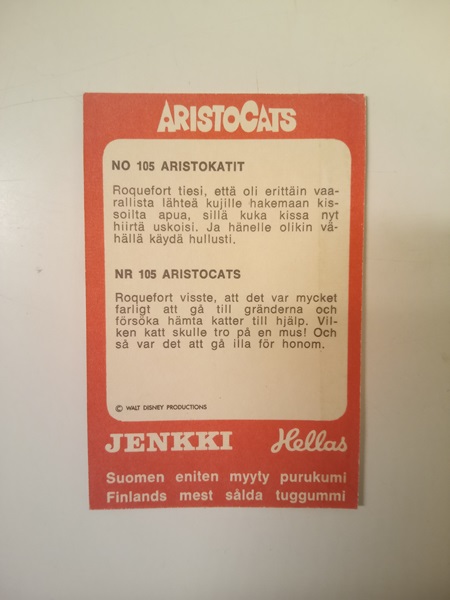 ARISTOCATS
NO 105 ARISTOKATIT
Roquefort tiesi, että oli erittäin vaa-
rallista lähteä kujille hakemaan kis-
soilta apua, sillä kuka kissa nyt
hiirtä uskoisi. Ja hänelle olikin vä-
hällä käydä hullusti.
NR 105 ARISTOCATS
Roquefort visste, att det var mycket
farligt att gå till gränderna och
försöka hämta katter till hjälp. Vil-
ken katt skulle tro på en mus! Och
så var det att gå illa för honom.
© WALT DISNEY PRODUCTIONS
JENKKI Hellas
Suomen eniten myyty purukumi
Finlands mest sålda tuggummi